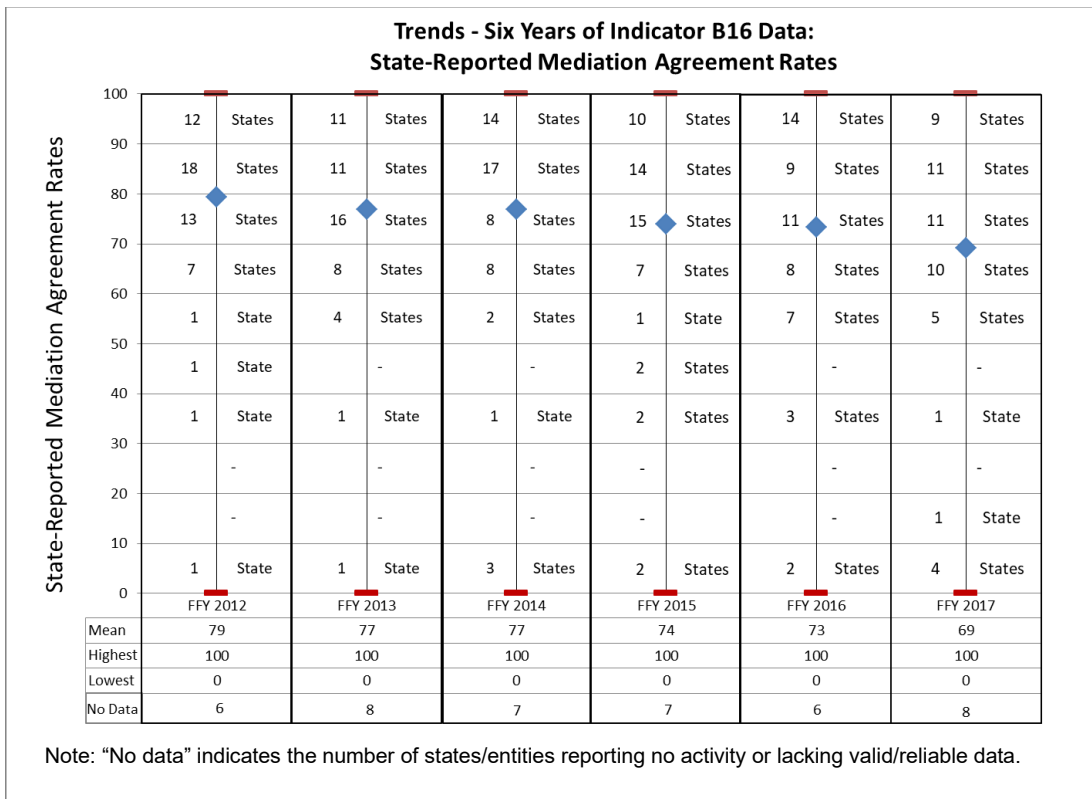 Trends - Six Years of Indicator B16 Data:
State-Reported Mediation Agreement Rates
State-Reported Mediation Agreement Rates
100
12 States 11 States 14 States 10 States 14 States 9 States
90
18 States 11 States 17 States 14 States 9 States 11 States
80
13 States 16 States 8 States 15 States 11 States 11 States
70
7 States 8 States 8 States 7 States 8 States 10 States
60
1 State 4 States 2 States 1 State 7 States 5 States
50
1 State - - 2 States - -
40
1 State 1 State 1 State 2 States 3 States 1 State
30
- - - - - -
20
- - - - - 1 State
10
1 State 1 State 3 States 2 States 2 States 4 States
0
FFY 2012 FFY 2013 FFY 2014 FFY 2015 FFY 2016 FFY 2017
Mean 79 77 77 74 73 69
Highest 100 100 100 100 100 100
Lowest 0 0 0 0 0 0
No Data 6 8 7 7 6 8
Note: “No data” indicates the number of states/entities reporting no activity or lacking valid/reliable data.